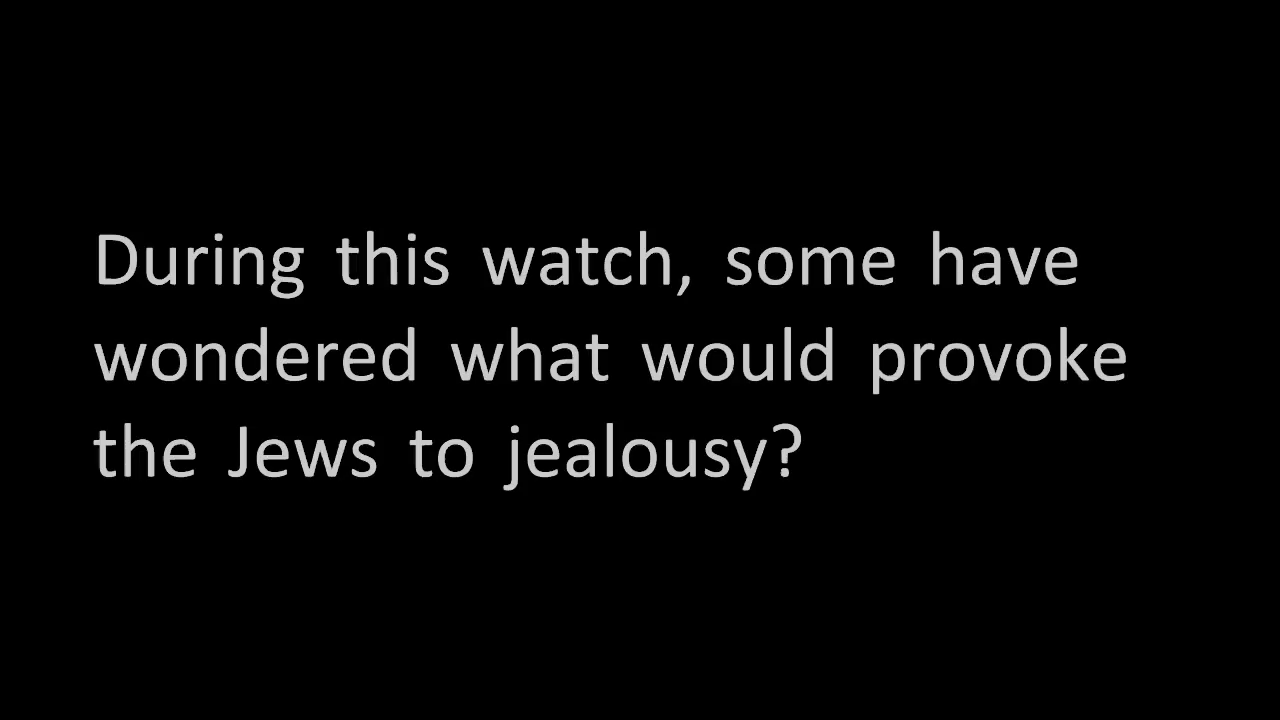 During this watch, some have
wondered what would provoke
the Jews to jealousy?